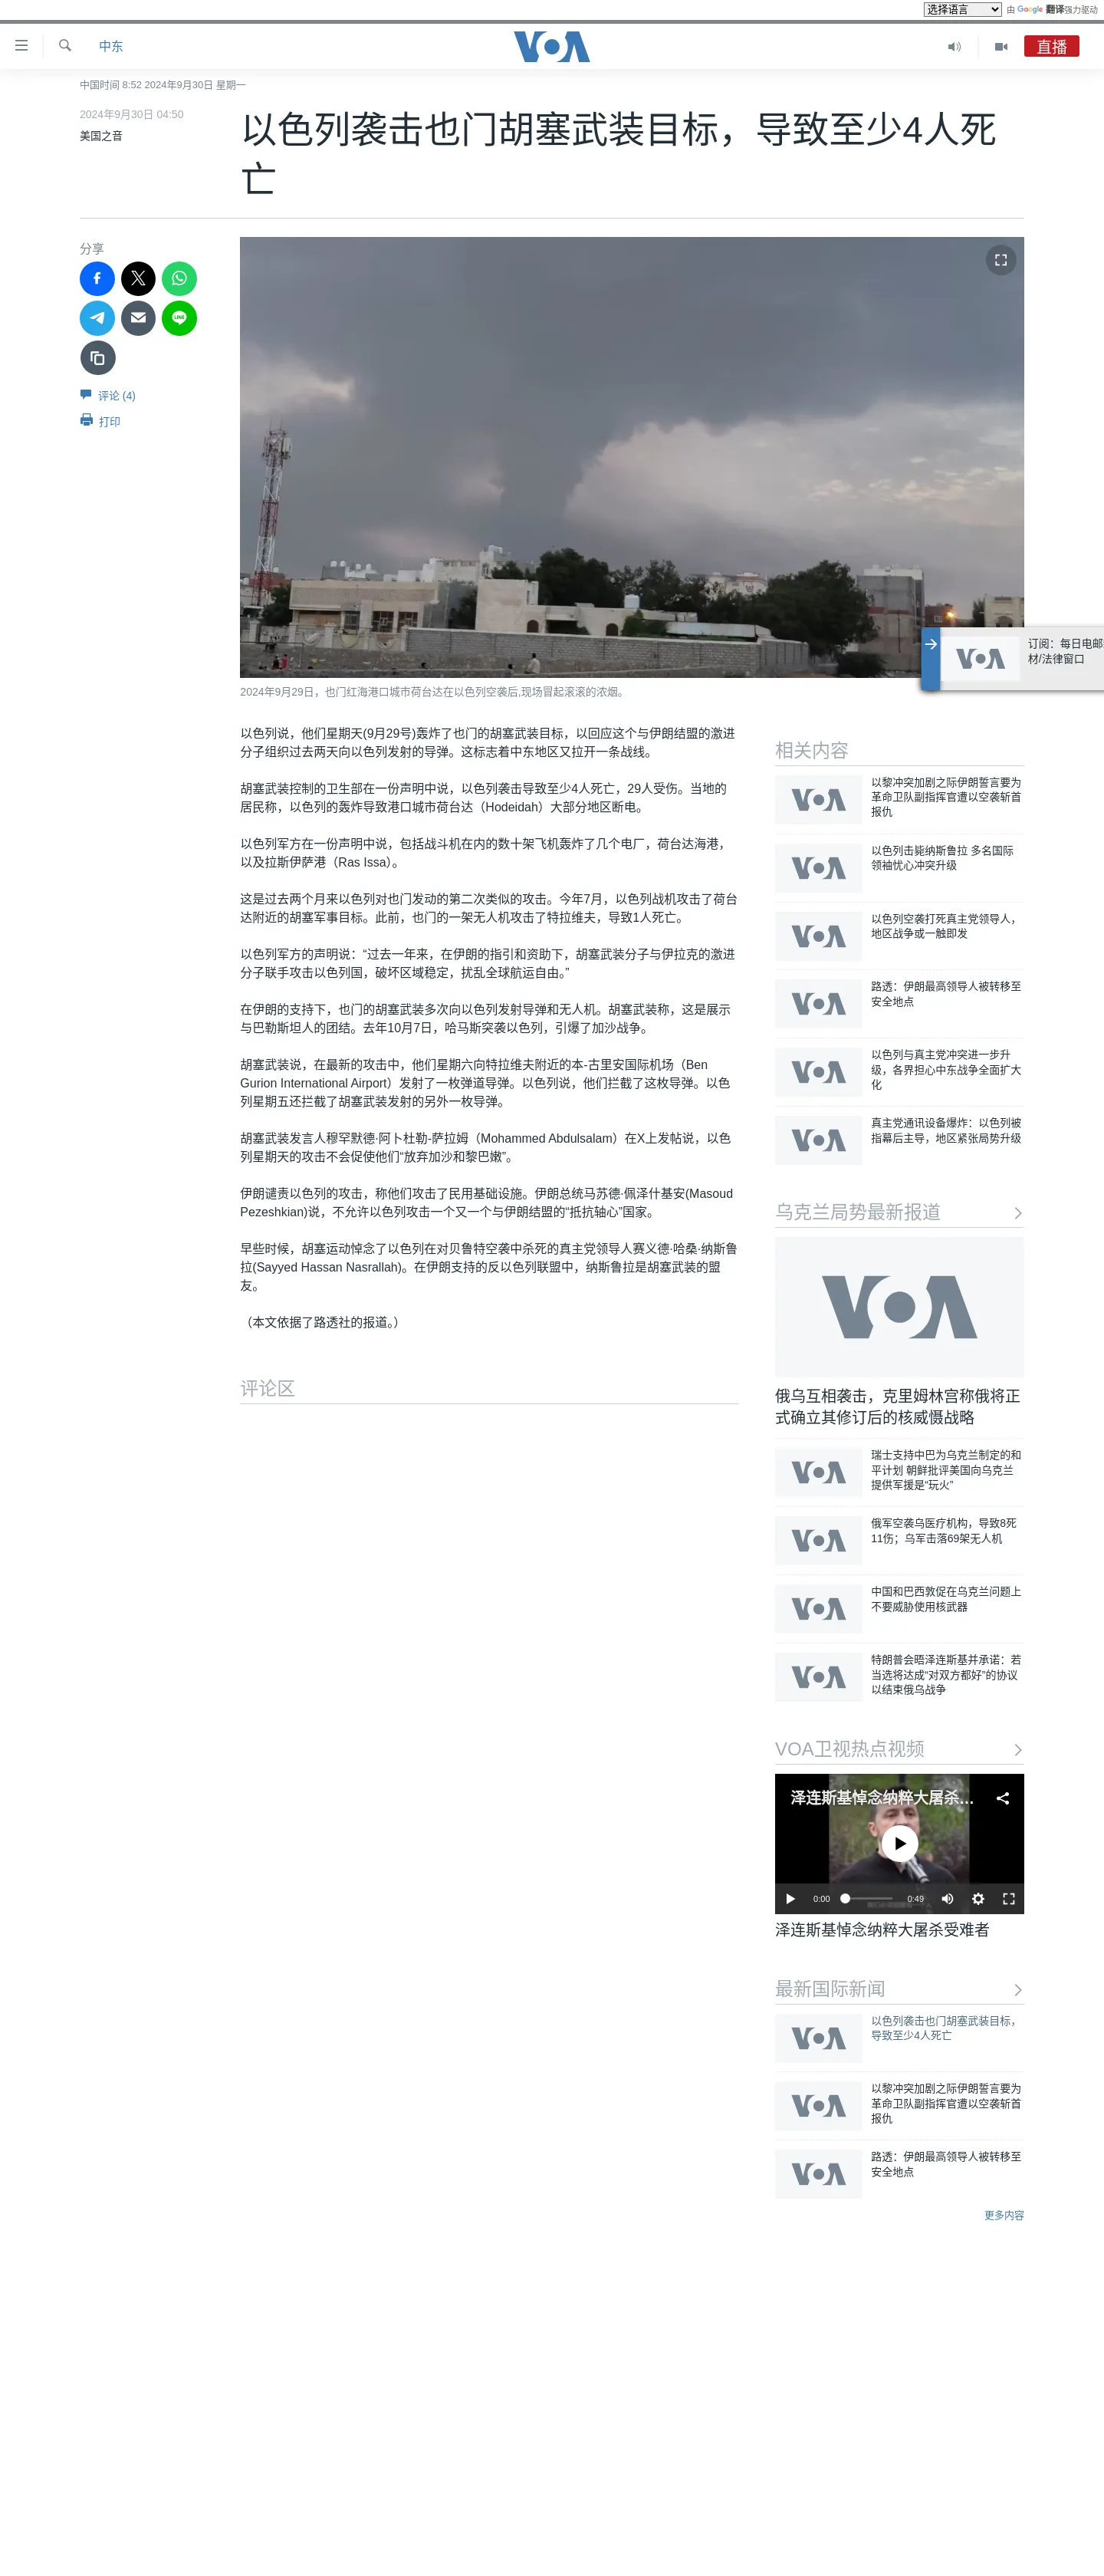 选择语言 由 Google 翻译强力驱动
中东
VOA
直播
中国时间 8:52 2024年9月30日 星期一
2024年9月30日 04:50
美国之音
以色列袭击也门胡塞武装目标，导致至少4人死
亡
分享
评论 (4)
打印
2024年9月29日，也门红海港口城市荷台达在以色列空袭后,现场冒起滚滚的浓烟。
VOA
订阅：每日电邮
材/法律窗口
以色列说，他们星期天(9月29号)轰炸了也门的胡塞武装目标，以回应这个与伊朗结盟的激进
分子组织过去两天向以色列发射的导弹。这标志着中东地区又拉开一条战线。
胡塞武装控制的卫生部在一份声明中说，以色列袭击导致至少4人死亡，29人受伤。当地的
居民称，以色列的轰炸导致港口城市荷台达（Hodeidah）大部分地区断电。
以色列军方在一份声明中说，包括战斗机在内的数十架飞机轰炸了几个电厂，荷台达海港，
以及拉斯伊萨港（Ras Issa）。
这是过去两个月来以色列对也门发动的第二次类似的攻击。今年7月，以色列战机攻击了荷台
达附近的胡塞军事目标。此前，也门的一架无人机攻击了特拉维夫，导致1人死亡。
以色列军方的声明说：“过去一年来，在伊朗的指引和资助下，胡塞武装分子与伊拉克的激进
分子联手攻击以色列国，破坏区域稳定，扰乱全球航运自由。”
在伊朗的支持下，也门的胡塞武装多次向以色列发射导弹和无人机。胡塞武装称，这是展示
与巴勒斯坦人的团结。去年10月7日，哈马斯突袭以色列，引爆了加沙战争。
胡塞武装说，在最新的攻击中，他们星期六向特拉维夫附近的本-古里安国际机场（Ben
Gurion International Airport）发射了一枚弹道导弹。以色列说，他们拦截了这枚导弹。以色
列星期五还拦截了胡塞武装发射的另外一枚导弹。
胡塞武装发言人穆罕默德·阿卜杜勒-萨拉姆（Mohammed Abdulsalam）在X上发帖说，以色
列星期天的攻击不会促使他们“放弃加沙和黎巴嫩”。
伊朗谴责以色列的攻击，称他们攻击了民用基础设施。伊朗总统马苏德·佩泽什基安(Masoud
Pezeshkian)说，不允许以色列攻击一个又一个与伊朗结盟的“抵抗轴心”国家。
早些时候，胡塞运动悼念了以色列在对贝鲁特空袭中杀死的真主党领导人赛义德·哈桑·纳斯鲁
拉(Sayyed Hassan Nasrallah)。在伊朗支持的反以色列联盟中，纳斯鲁拉是胡塞武装的盟
友。
（本文依据了路透社的报道。）
评论区
相关内容
VOA
以黎冲突加剧之际伊朗誓言要为
革命卫队副指挥官遭以空袭斩首
报仇
VOA
以色列击毙纳斯鲁拉 多名国际
领袖忧心冲突升级
VOA
以色列空袭打死真主党领导人，
地区战争或一触即发
VOA
路透：伊朗最高领导人被转移至
安全地点
VOA
以色列与真主党冲突进一步升
级，各界担心中东战争全面扩大
化
VOA
真主党通讯设备爆炸：以色列被
指幕后主导，地区紧张局势升级
乌克兰局势最新报道
VOA
俄乌互相袭击，克里姆林宫称俄将正
式确立其修订后的核威慑战略
VOA
瑞士支持中巴为乌克兰制定的和
平计划 朝鲜批评美国向乌克兰
提供军援是“玩火”
VOA
俄军空袭乌医疗机构，导致8死
11伤；乌军击落69架无人机
VOA
中国和巴西敦促在乌克兰问题上
不要威胁使用核武器
VOA
特朗普会晤泽连斯基并承诺：若
当选将达成“对双方都好”的协议
以结束俄乌战争
VOA卫视热点视频
泽连斯基悼念纳粹大屠杀…
0:00 0:49
泽连斯基悼念纳粹大屠杀受难者
最新国际新闻
VOA
以色列袭击也门胡塞武装目标，
导致至少4人死亡
VOA
以黎冲突加剧之际伊朗誓言要为
革命卫队副指挥官遭以空袭斩首
报仇
VOA
路透：伊朗最高领导人被转移至
安全地点
更多内容